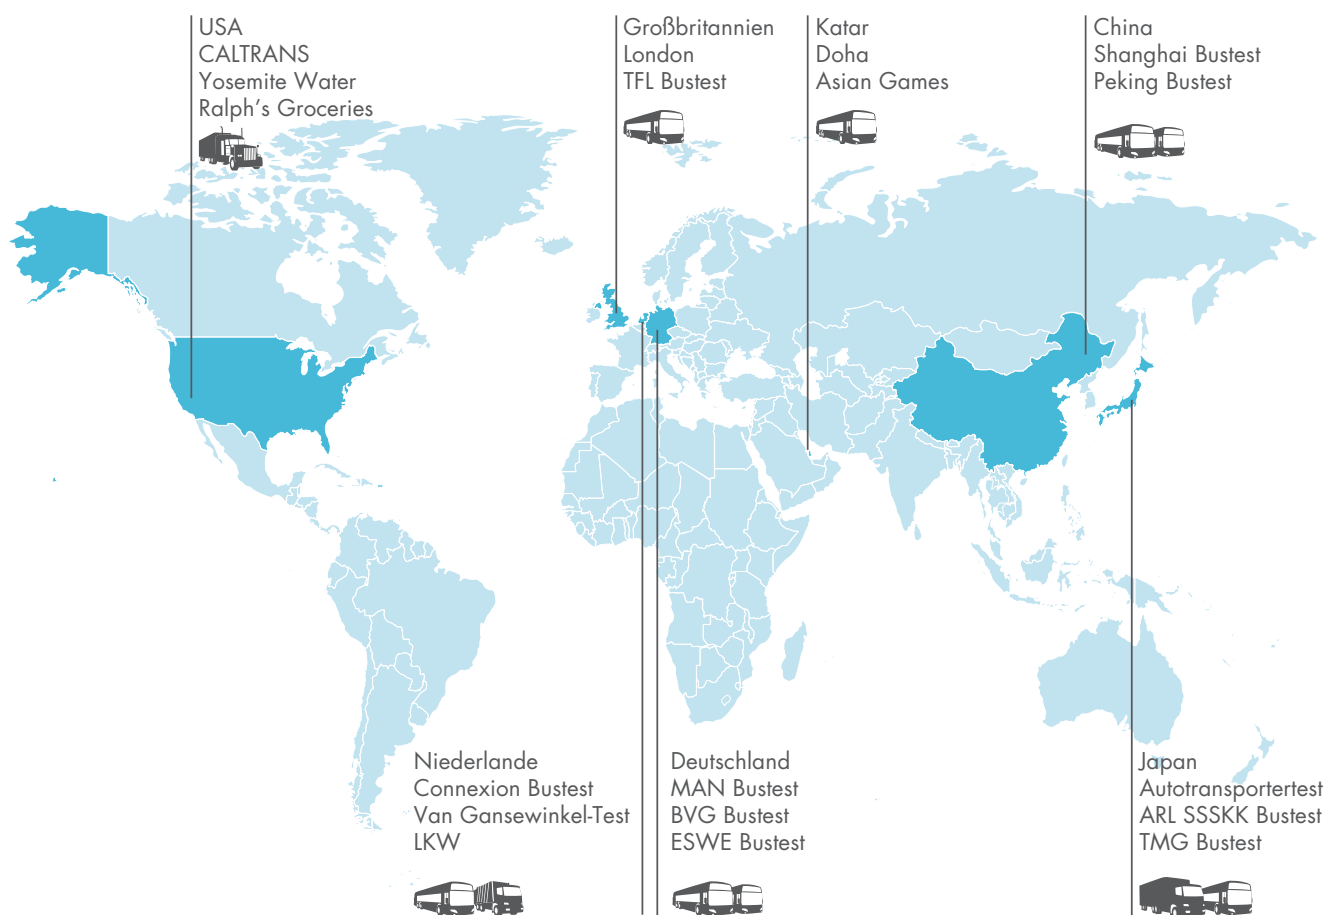 USA
CALTRANS
Yosemite Water
Ralph's Groceries
Großbritannien
London
TFL Bustest
Katar
Doha
Asian Games
China
Shanghai Bustest
Peking Bustest
Niederlande
Connexion Bustest
Van Gansewinkel-Test
LKW
Deutschland
MAN Bustest
BVG Bustest
ESWE Bustest
Japan
Autotransportertest
ARL SSSKK Bustest
TMG Bustest